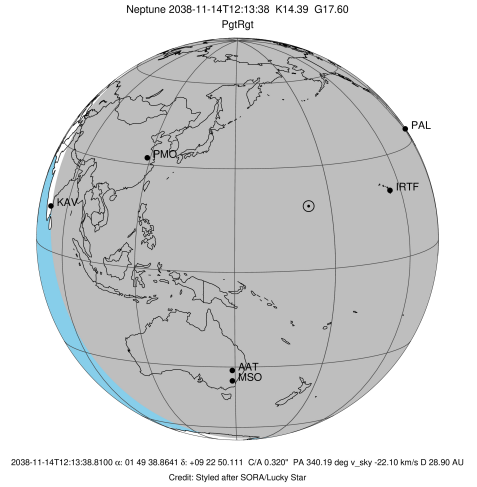 Neptune 2038-11-14T12:13:38 K14.39 G17.60
PgtRgt
PAL
PMO
IRTF
KAV
AAT
MSO
2038-11-14T12:13:38.8100 α: 01 49 38.8641 δ: +09 22 50.111 C/A 0.320" PA 340.19 deg v_sky -22.10 km/s D 28.90 AU
Credit: Styled after SORA/Lucky Star